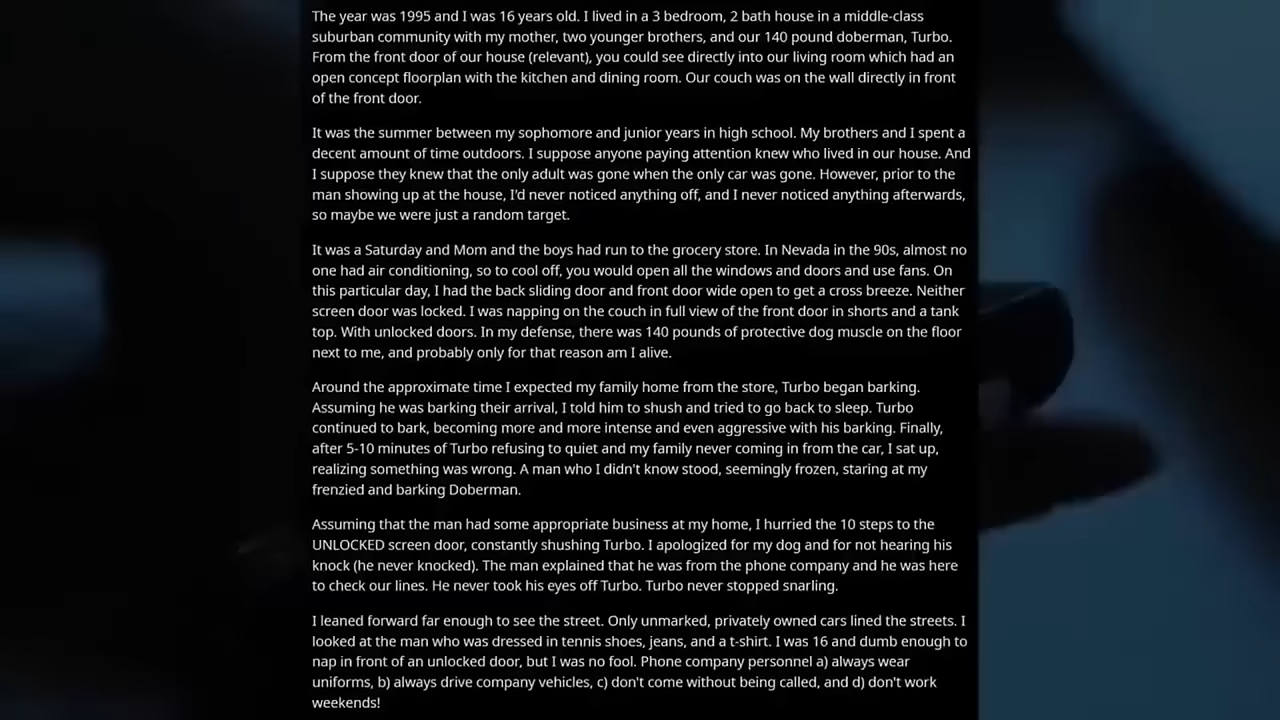 The year was 1995 and I was 16 years old. I lived in a 3 bedroom, 2 bath house in a middle-class
suburban community with my mother, two younger brothers, and our 140 pound doberman, Turbo.
From the front door of our house (relevant), you could see directly into our living room which had an
open concept floorplan with the kitchen and dining room. Our couch was on the wall directly in front
of the front door.
It was the summer between my sophomore and junior years in high school. My brothers and I spent a
decent amount of time outdoors. I suppose anyone paying attention knew who lived in our house. And
I suppose they knew that the only adult was gone when the only car was gone. However, prior to the
man showing up at the house, I'd never noticed anything off, and I never noticed anything afterwards,
so maybe we were just a random target.
It was a Saturday and Mom and the boys had run to the grocery store. In Nevada in the 90s, almost no
one had air conditioning, so to cool off, you would open all the windows and doors and use fans. On
this particular day, I had the back sliding door and front door wide open to get a cross breeze. Neither
screen door was locked. I was napping on the couch in full view of the front door in shorts and a tank
top. With unlocked doors. In my defense, there was 140 pounds of protective dog muscle on the floor
next to me, and probably only for that reason am I alive.
Around the approximate time I expected my family home from the store, Turbo began barking.
Assuming he was barking their arrival, I told him to shush and tried to go back to sleep. Turbo
continued to bark, becoming more and more intense and even aggressive with his barking. Finally,
after 5-10 minutes of Turbo refusing to quiet and my family never coming in from the car, I sat up,
realizing something was wrong. A man who I didn't know stood, seemingly frozen, staring at my
frenzied and barking Doberman.
Assuming that the man had some appropriate business at my home, I hurried the 10 steps to the
UNLOCKED screen door, constantly shushing Turbo. I apologized for my dog and for not hearing his
knock (he never knocked). The man explained that he was from the phone company and he was here
to check our lines. He never took his eyes off Turbo. Turbo never stopped snarling.
I leaned forward far enough to see the street. Only unmarked, privately owned cars lined the streets. I
looked at the man who was dressed in tennis shoes, jeans, and a t-shirt. I was 16 and dumb enough to
nap in front of an unlocked door, but I was no fool. Phone company personnel a) always wear
uniforms, b) always drive company vehicles, c) don't come without being called, and d) don't work
weekends!